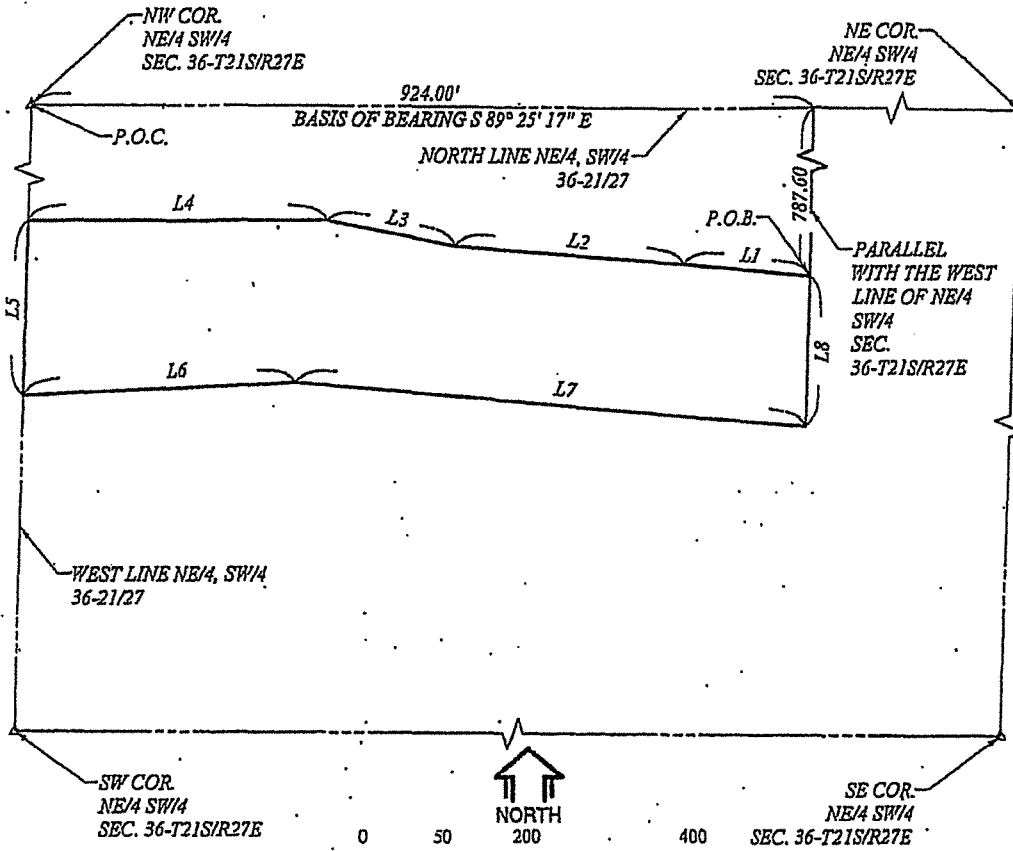 NW COR.
NE/4 SW/4
SEC. 36-T21S/R27E
NE COR.
NE/4 SW/4
SEC. 36-T21S/R27E
924.00'
BASIS OF BEARING S 89° 25' 17" E
P.O.C.
NORTH LINE NE/4, SW/4
36-21/27
787.60
L4
L3
L2
P.O.B.
L1
PARALLEL
WITH THE WEST
LINE OF NE/4
SW/4
SEC.
36-T21S/R27E
L5
L8
L6
L7
WEST LINE NE/4, SW/4
36-21/27
SW COR.
NE/4 SW/4
SEC. 36-T21S/R27E
NORTH
0 50 200 400
SE COR.
NE/4 SW/4
SEC. 36-T21S/R27E